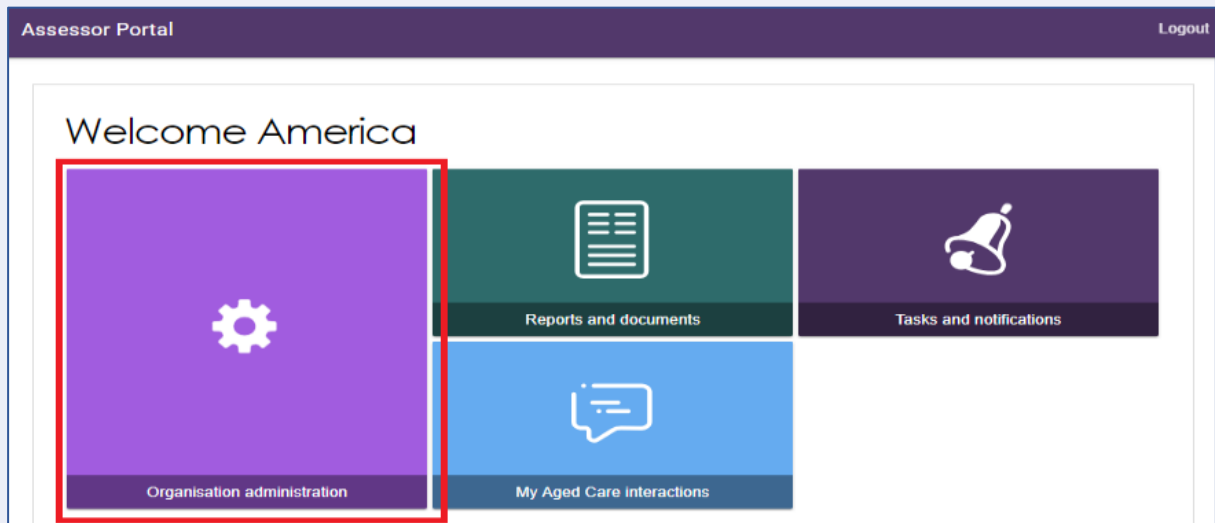 Assessor Portal
Logout
Welcome America
Reports and documents
Tasks and notifications
Organisation administration
My Aged Care interactions